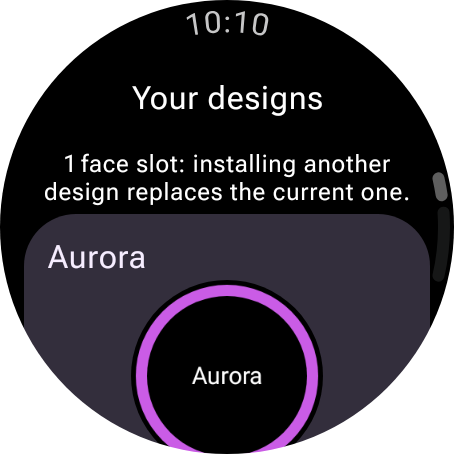 10:10
Your designs
1 face slot: installing another
design replaces the current one.
Aurora
Aurora